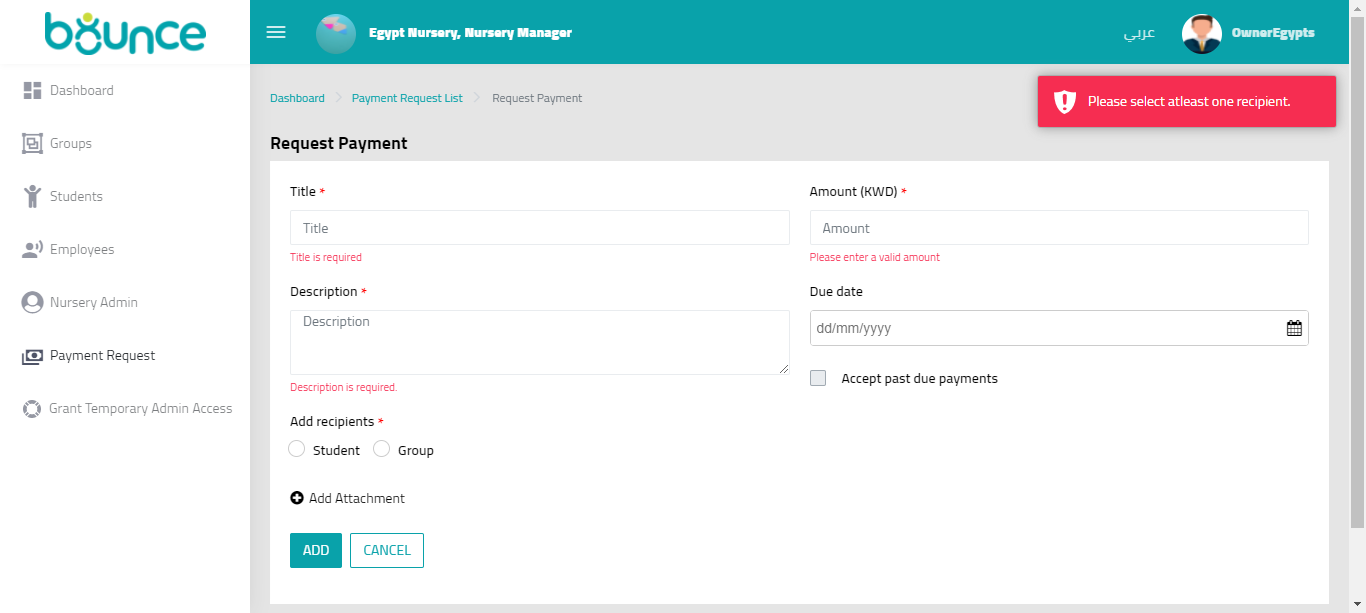 bounce
Egypt Nursery, Nursery Manager
عربي
OwnerEgypts
Dashboard
Groups
Students
Employees
Nursery Admin
Payment Request
Grant Temporary Admin Access
Dashboard
Payment Request List
Request Payment
Please select atleast one recipient.
Request Payment
Title *
Title
Title is required
Amount (KWD) *
Amount
Please enter a valid amount
Description *
Description
Description is required.
Due date
dd/mm/yyyy
Accept past due payments
Add recipients *
Student
Group
Add Attachment
ADD
CANCEL